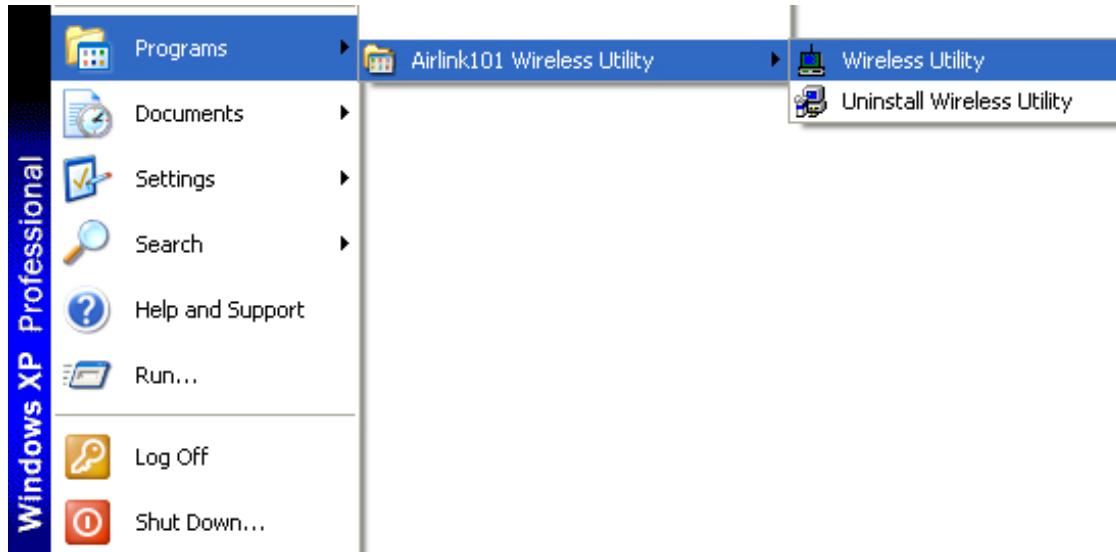 Windows XP Professional
Programs
Documents
Settings
Search
Help and Support
Run...
Log Off
Shut Down...
Airlink101 Wireless Utility
Wireless Utility
Uninstall Wireless Utility